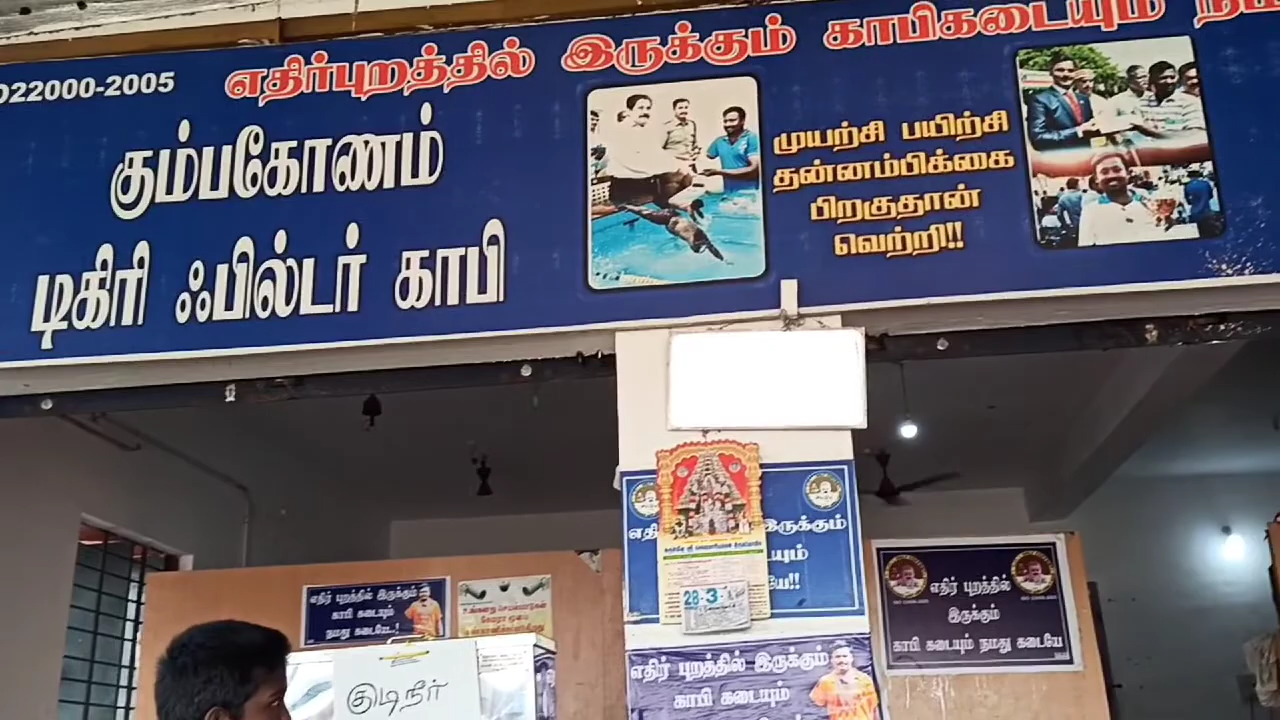 O22000-2005
எதிர்புறத்தில் இருக்கும் காபிகடையும்
கும்பகோணம்
டிகிரி ஃபில்டர் காபி
முயற்சி பயிற்சி
தன்னம்பிக்கை
பிறகுதான்
வெற்றி!!
இருக்கும்
28-3
எதிர் புறத்தில் இருக்கும்
காபி கடையும்
நமது கடையே..!
எதிர் புறத்தில்
இருக்கும்
காபி கடையும் நமது கடையே
எதிர் புறத்தில் இருக்கும்
காபி கடையும்
குடிநீர்